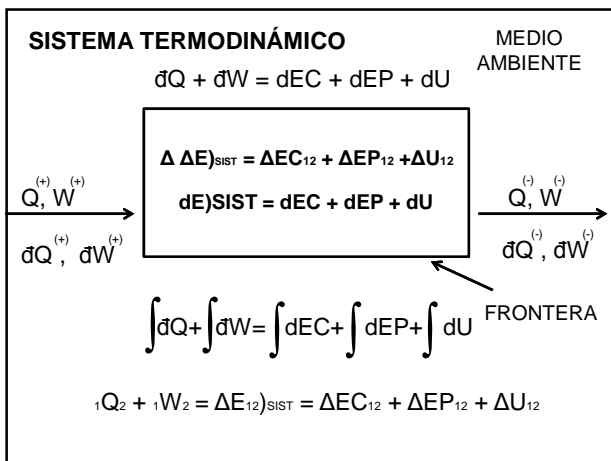 SISTEMA TERMODINÁMICO
MEDIO
AMBIENTE
đQ + đW = dEC + dEP + dU
Δ ΔE)SIST = ΔEC12 + ΔEP12 +ΔU12
dE)SIST = dEC + dEP + dU
Q(+), W(+)
đQ(+), đW(+)
Q(-), W(-)
đQ(-), đW(-)
FRONTERA
∫đQ+∫đW=∫dEC+∫dEP+∫dU
1Q2 + 1W2 = ΔE12)SIST = ΔEC12 + ΔEP12 + ΔU12